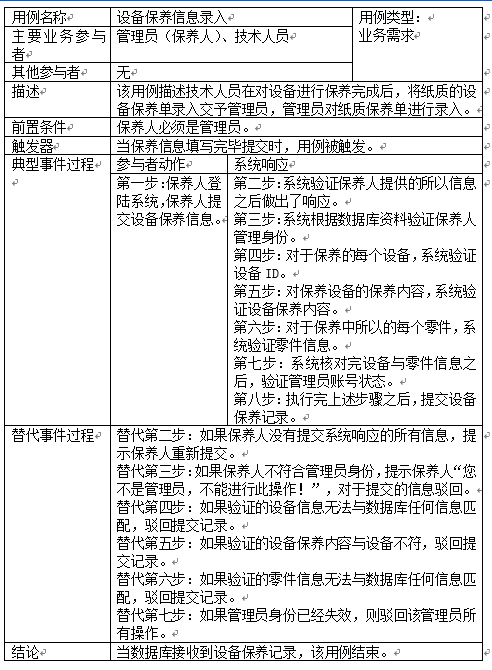 用例名称
设备保养信息录入
用例类型：
业务需求
主要业务参与
者
管理员（保养人）、技术人员
其他参与者
无
描述
该用例描述技术人员在对设备进行保养完成后，将纸质的设
备保养单录入交予管理员，管理员对纸质保养单进行录入。
前置条件
保养人必须是管理员。
触发器
当保养信息填写完毕提交时，用例被触发。
典型事件过程
参与者动作
系统响应
第一步：保养人登
陆系统，保养人提
交设备保养信息。
第二步：系统验证保养人提供的所以信息
之后做出了响应。
第三步：系统根据数据库资料验证保养人
管理身份。
第四步：对于保养的每个设备，系统验证
设备 ID。
第五步：对保养设备的保养内容，系统验
证设备保养内容。
第六步：对于保养中所以的每个零件，系
统验证零件信息。
第七步： 系统核对完设备与零件信息之
后，验证管理员账号状态。
第八步：执行完上述步骤之后，提交设备
保养记录。
替代事件过程
替代第二步：如果保养人没有提交系统响应的所有信息，提
示保养人重新提交。
替代第三步：如果保养人不符合管理员身份，提示保养人“您
不是管理员，不能进行此操作！”，对于提交的信息驳回。
替代第四步：如果验证的设备信息无法与数据库任何信息匹
配，驳回提交记录。
替代第五步：如果验证的设备保养内容与设备不符，驳回提
交记录。
替代第六步：如果验证的零件信息无法与数据库任何信息匹
配，驳回提交记录。
替代第七步：如果管理员身份已经失效，则驳回该管理员所
有操作。
结论
当数据库接收到设备保养记录，该用例结束。